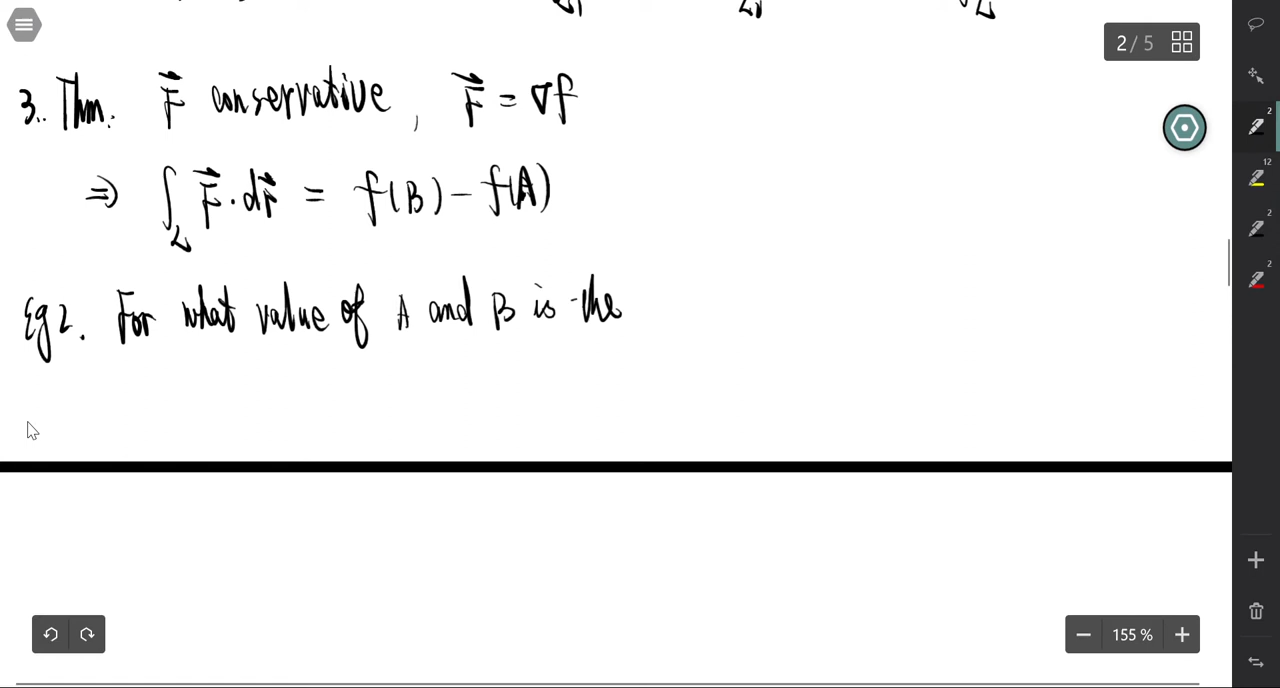 2 / 5
3. Thm. F⃗ conservative, F⃗ = ∇f
⇒ ∫_L F⃗ · dr⃗ = f(B) - f(A)
Eg 2. For what value of A and B is the
155 %